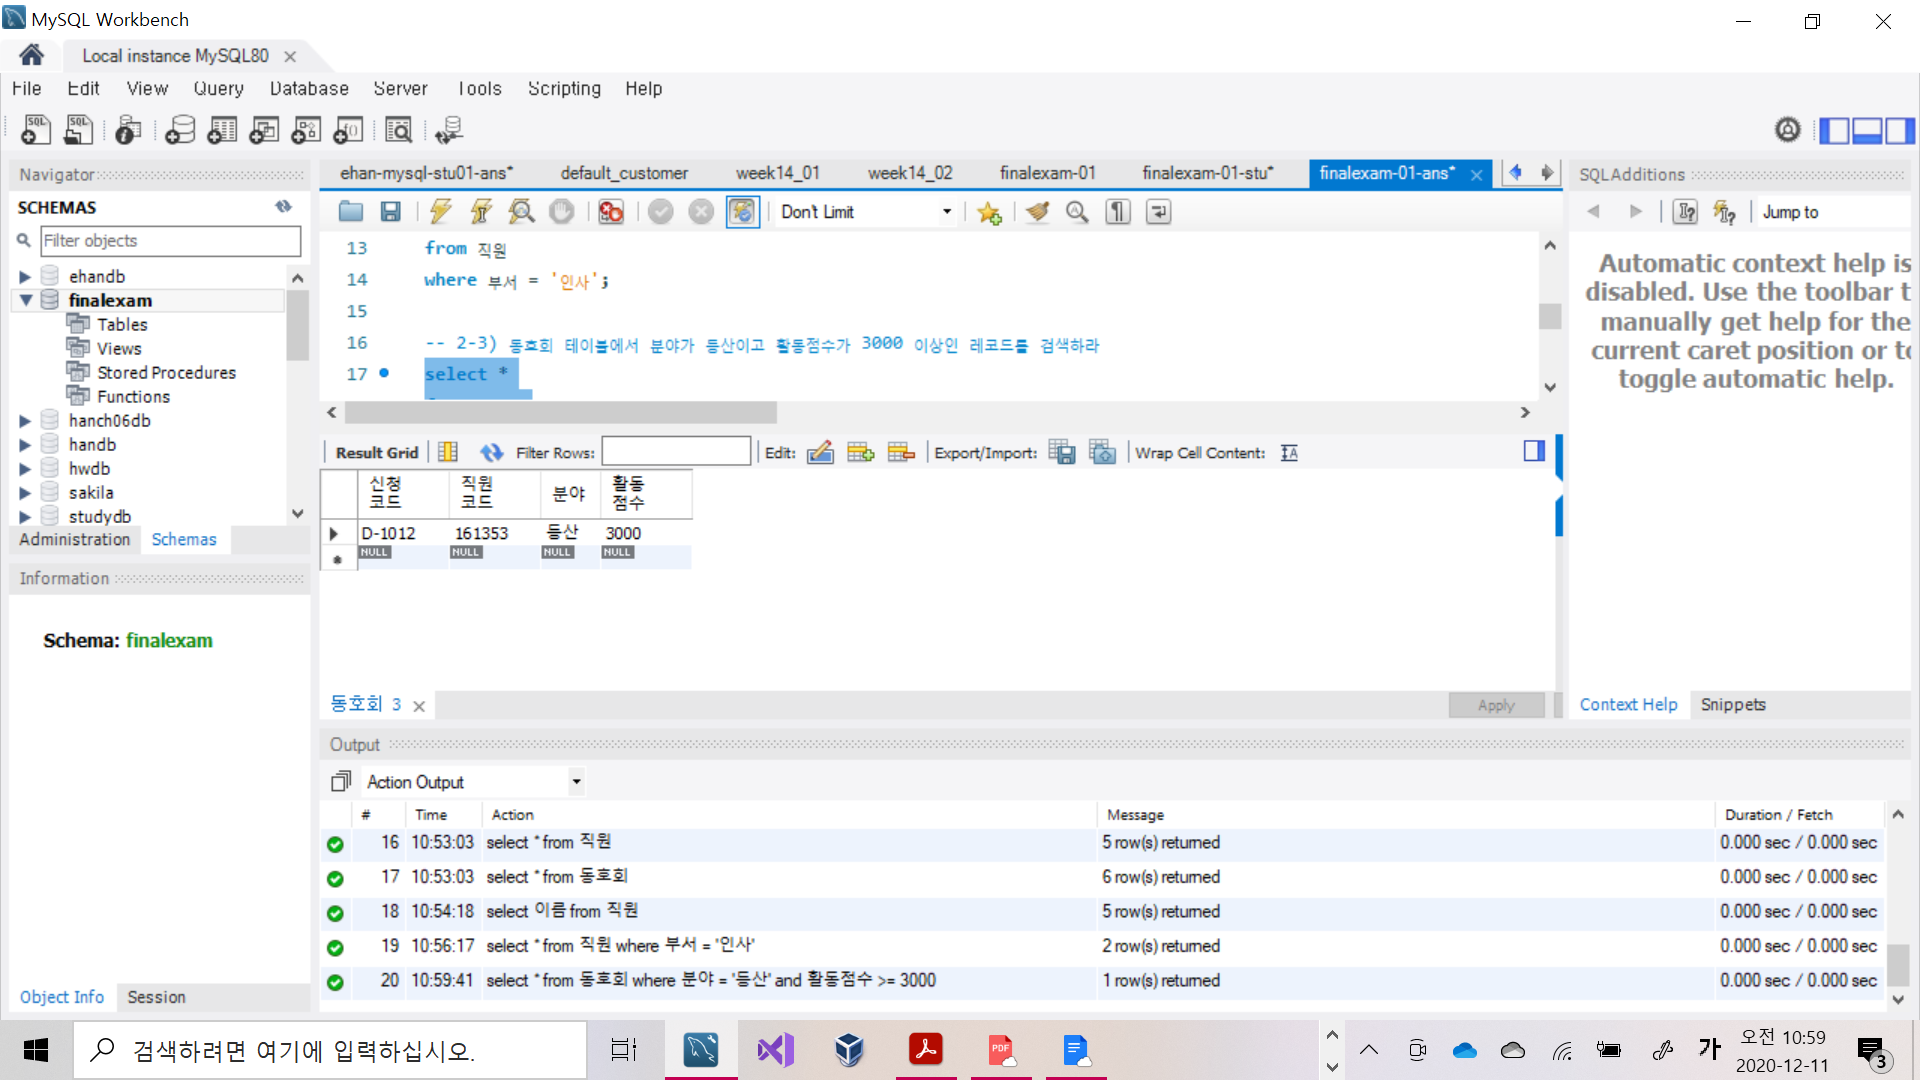 MySQL Workbench
Local instance MySQL80
File Edit View Query Database Server Tools Scripting Help
Navigator
SCHEMAS
Filter objects
ehandb
finalexam
Tables
Views
Stored Procedures
Functions
hanch06db
handb
hwdb
sakila
studydb
Administration Schemas
Information
Schema: finalexam
Object Info Session
ehan-mysql-stu01-ans* default_customer week14_01 week14_02 finalexam-01 finalexam-01-stu* finalexam-01-ans*
Don't Limit
13 from 직원
14 where 부서 = '인사';
15
16 -- 2-3) 동호회 테이블에서 분야가 등산이고 활동점수가 3000 이상인 레코드를 검색하라
17 select *
Result Grid Filter Rows: Edit: Export/Import: Wrap Cell Content:
신청코드 직원코드 분야 활동점수
D-1012 161353 등산 3000
NULL NULL NULL NULL
동호회 3
Apply
SQLAdditions
Jump to
Automatic context help is
disabled. Use the toolbar t
manually get help for the
current caret position or to
toggle automatic help.
Context Help Snippets
Output
Action Output
# Time Action Message Duration / Fetch
16 10:53:03 select * from 직원 5 row(s) returned 0.000 sec / 0.000 sec
17 10:53:03 select * from 동호회 6 row(s) returned 0.000 sec / 0.000 sec
18 10:54:18 select 이름 from 직원 5 row(s) returned 0.000 sec / 0.000 sec
19 10:56:17 select * from 직원 where 부서 = '인사' 2 row(s) returned 0.000 sec / 0.000 sec
20 10:59:41 select * from 동호회 where 분야 = '등산' and 활동점수 >= 3000 1 row(s) returned 0.000 sec / 0.000 sec
검색하려면 여기에 입력하십시오.
가
오전 10:59
2020-12-11
3